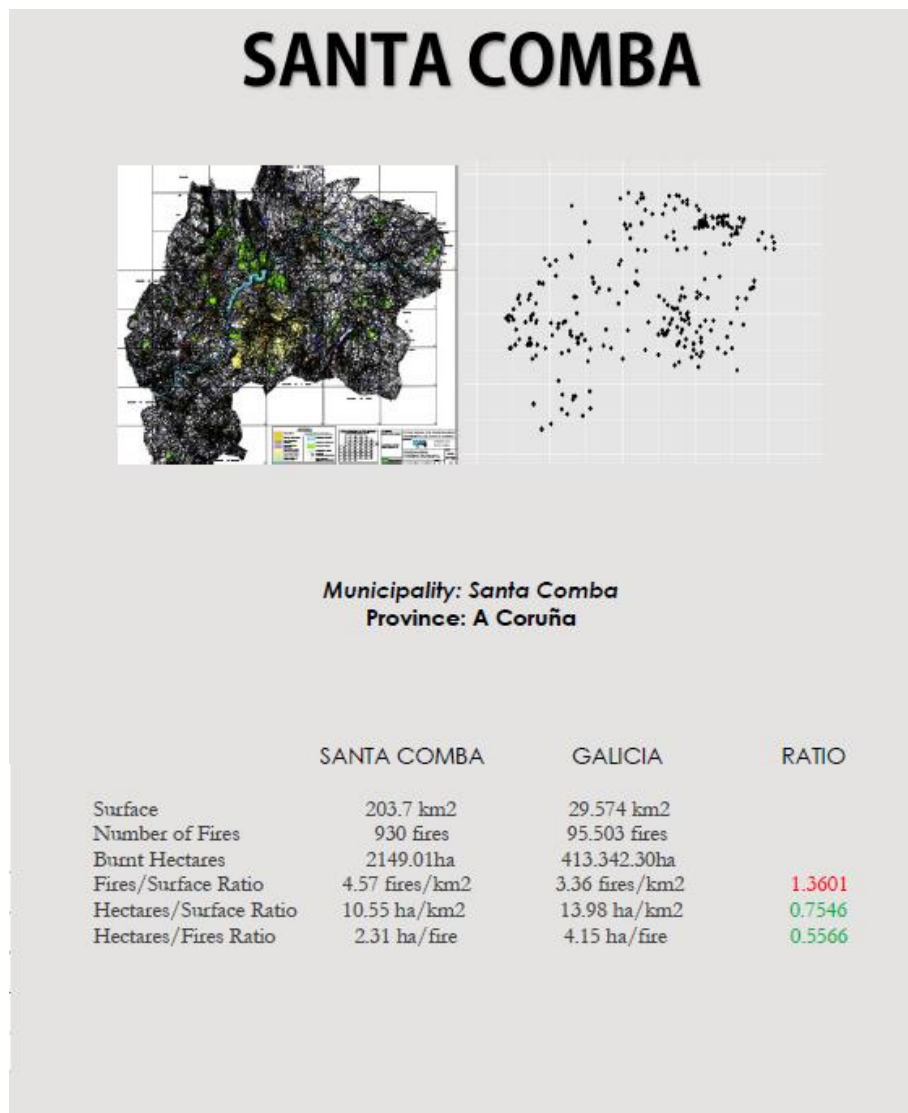 SANTA COMBA
Municipality: Santa Comba
Province: A Coruña
SANTA COMBA GALICIA RATIO
Surface 203.7 km2 29.574 km2
Number of Fires 930 fires 95.503 fires
Burnt Hectares 2149.01ha 413.342.30ha
Fires/Surface Ratio 4.57 fires/km2 3.36 fires/km2 1.3601
Hectares/Surface Ratio 10.55 ha/km2 13.98 ha/km2 0.7546
Hectares/Fires Ratio 2.31 ha/fire 4.15 ha/fire 0.5566